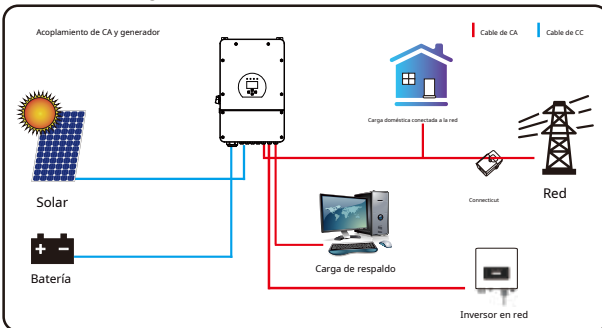 Acoplamiento de CA y generador
Cable de CA
Cable de CC
Carga doméstica conectada a la red
Solar
Connecticut
Red
Batería
Carga de respaldo
Inversor en red